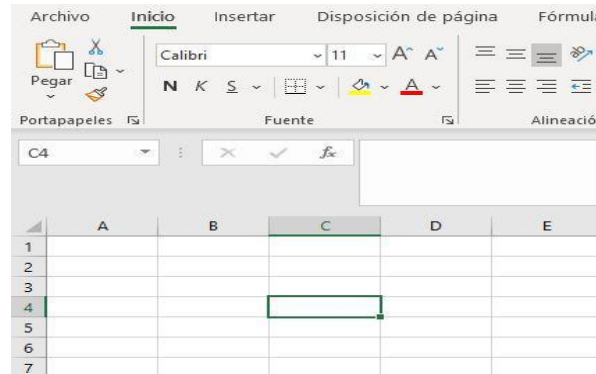 Archivo Inicio Insertar Disposición de página Fórmul
Calibri 11 A A
Pegar N K S A
Portapapeles Fuente Alineació
C4 fx
A B C D E
1
2
3
4
5
6
7